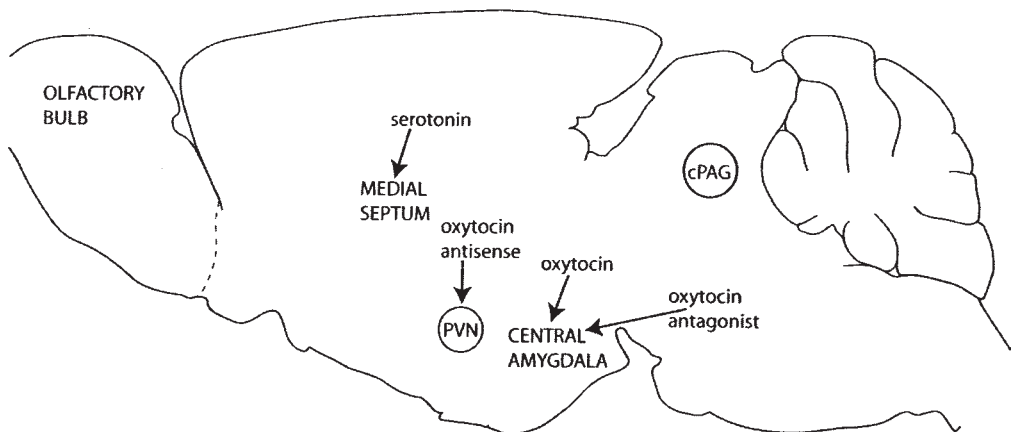 OLFACTORY
BULB
serotonin
MEDIAL
SEPTUM
cPAG
oxytocin
antisense
oxytocin
oxytocin
antagonist
PVN
CENTRAL
AMYGDALA